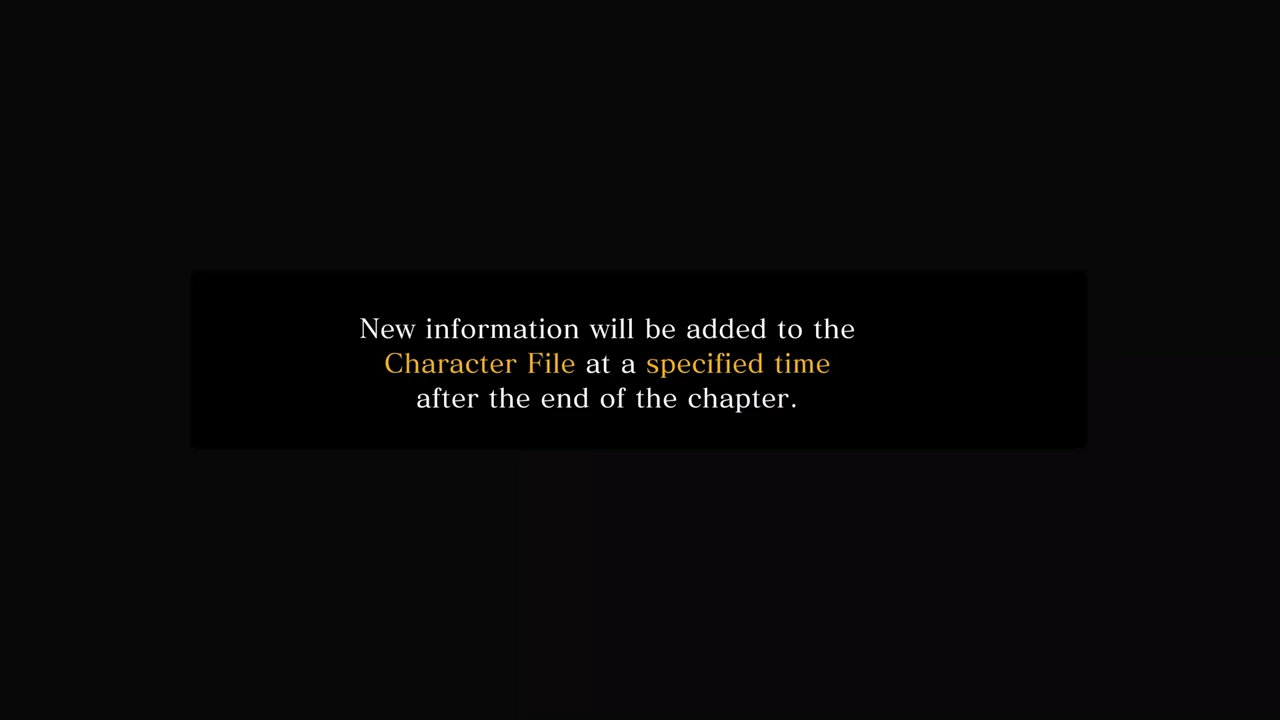 New information will be added to the
Character File at a specified time
after the end of the chapter.